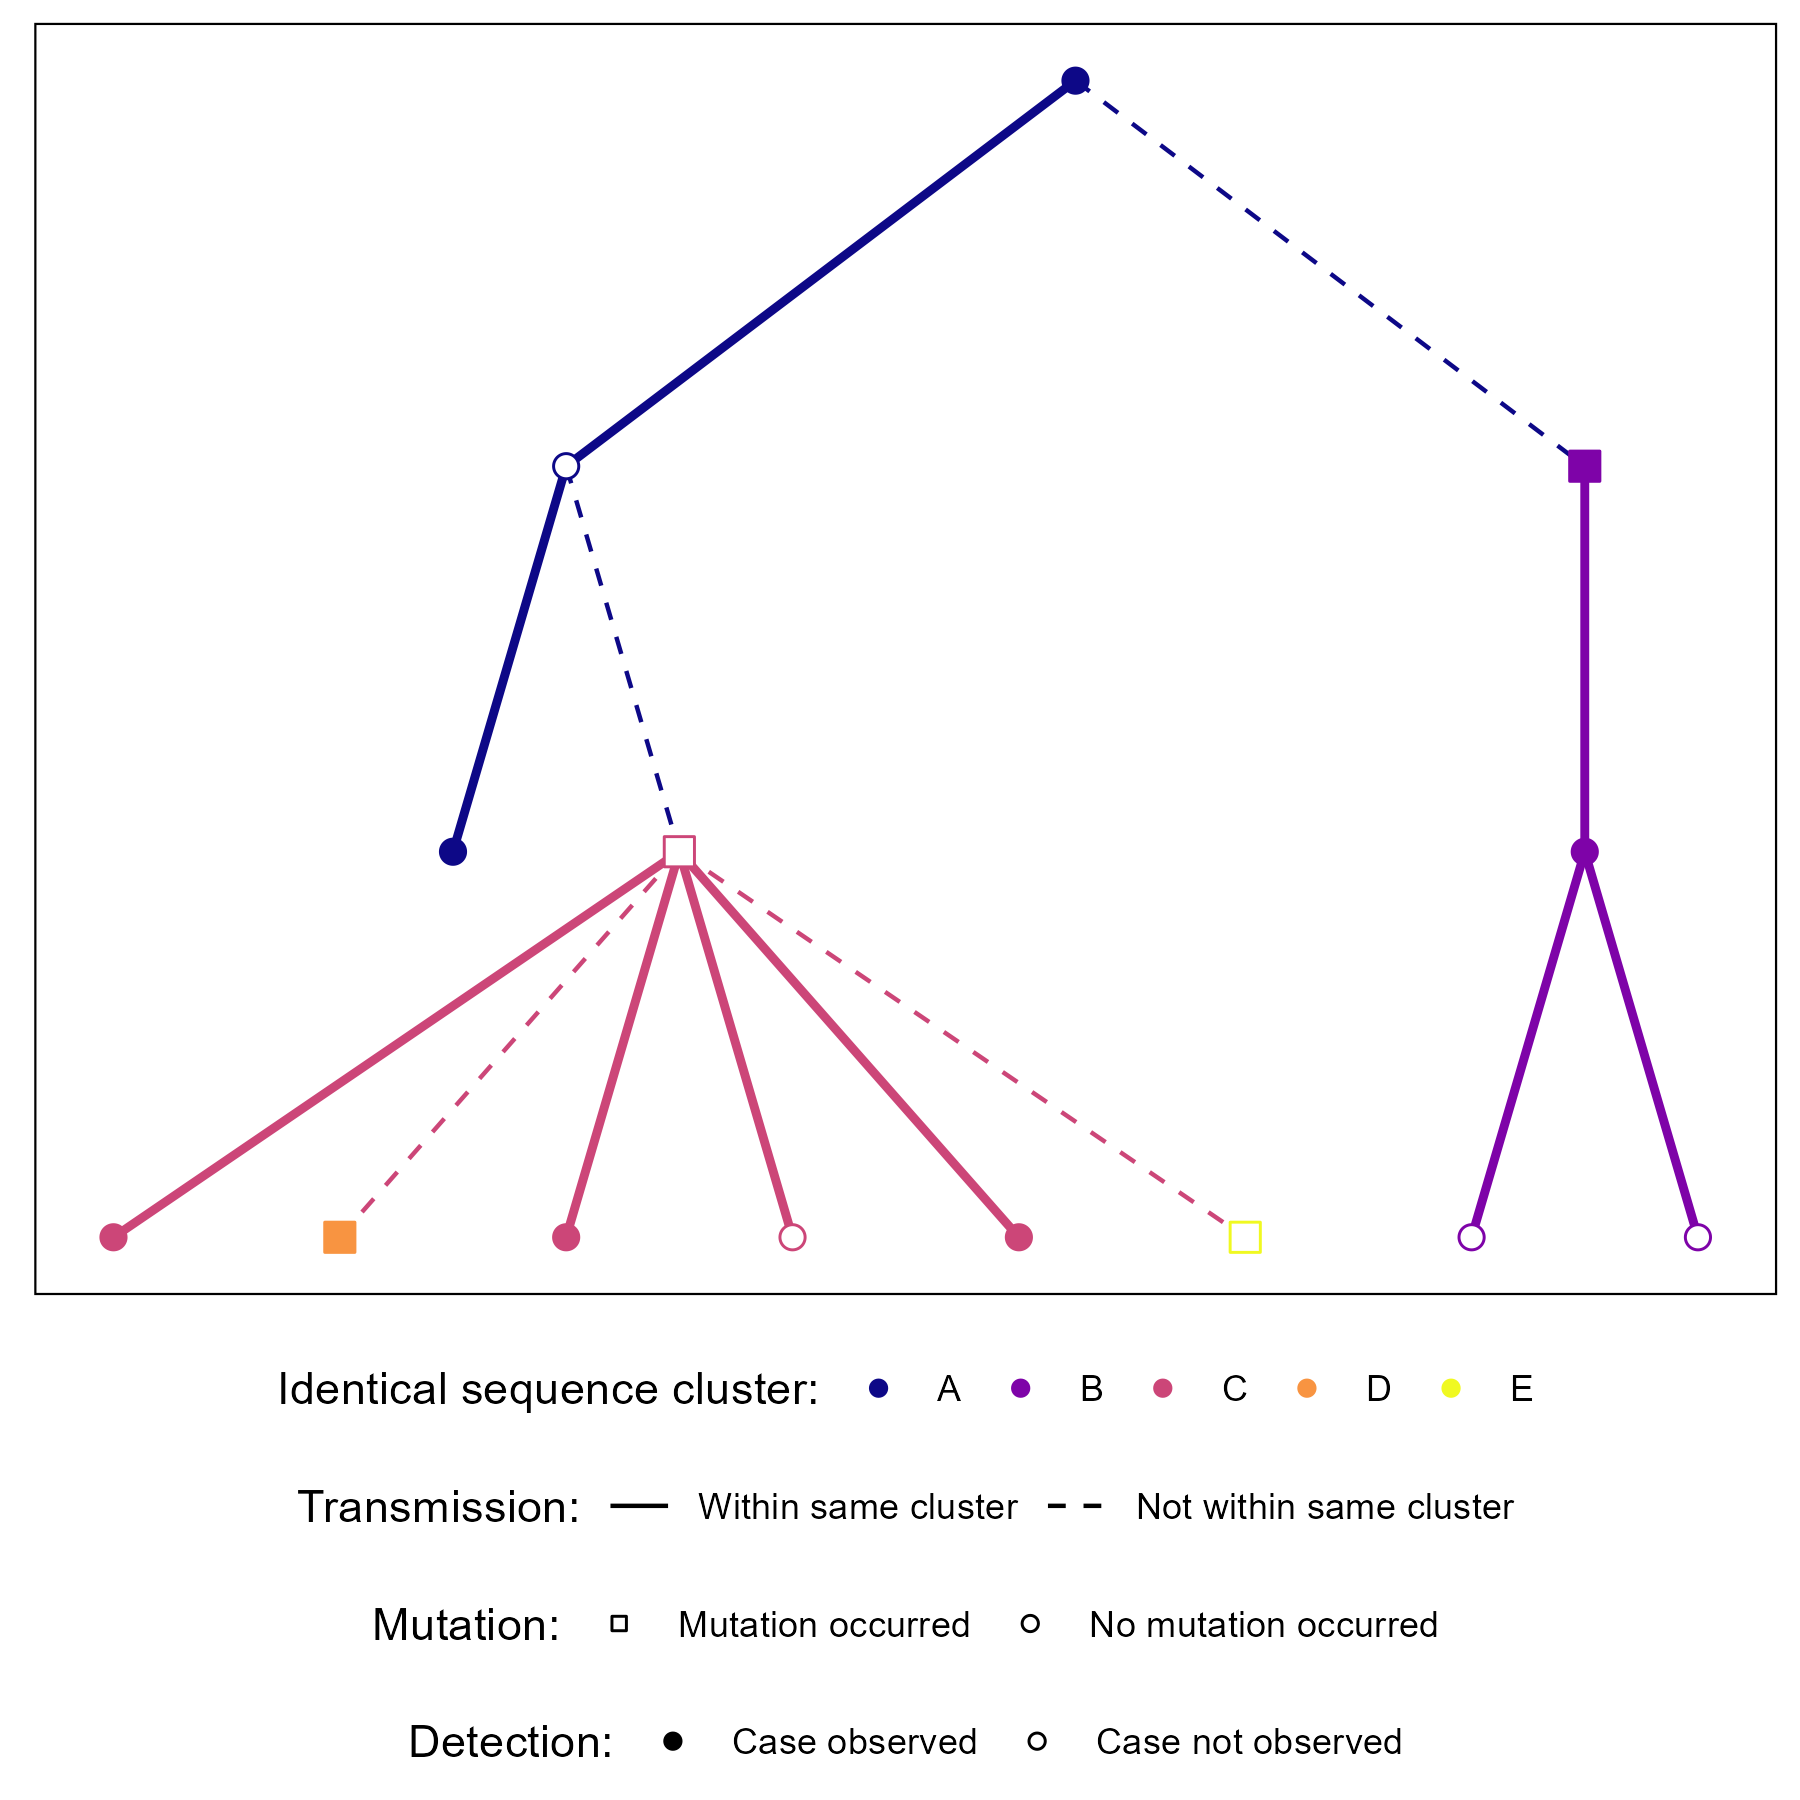 Identical sequence cluster: A B C D E
Transmission: Within same cluster Not within same cluster
Mutation: Mutation occurred No mutation occurred
Detection: Case observed Case not observed